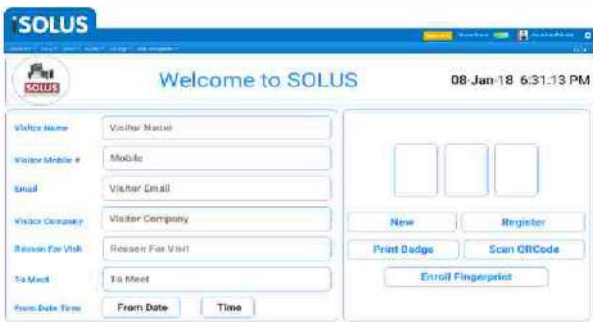 SOLUS
SOLUS
Welcome to SOLUS
08-Jan-18 6:31:13 PM
Visitor Name
Visitor Name
Visitor Mobile #
Mobile
Email
Visitor Email
Visitor Company
Visitor Company
Reason For Visit
Reason For Visit
To Meet
To Meet
From Date Time
From Date
Time
New
Register
Print Badge
Scan QRCode
Enroll Fingerprint